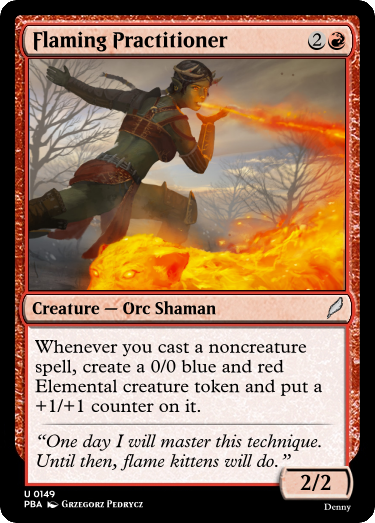 Flaming Practitioner 2
Creature — Orc Shaman
Whenever you cast a noncreature
spell, create a 0/0 blue and red
Elemental creature token and put a
+1/+1 counter on it.
“One day I will master this technique.
Until then, flame kittens will do.”
2/2
U 0149
PBA Grzegorz Pedrycz
Denny